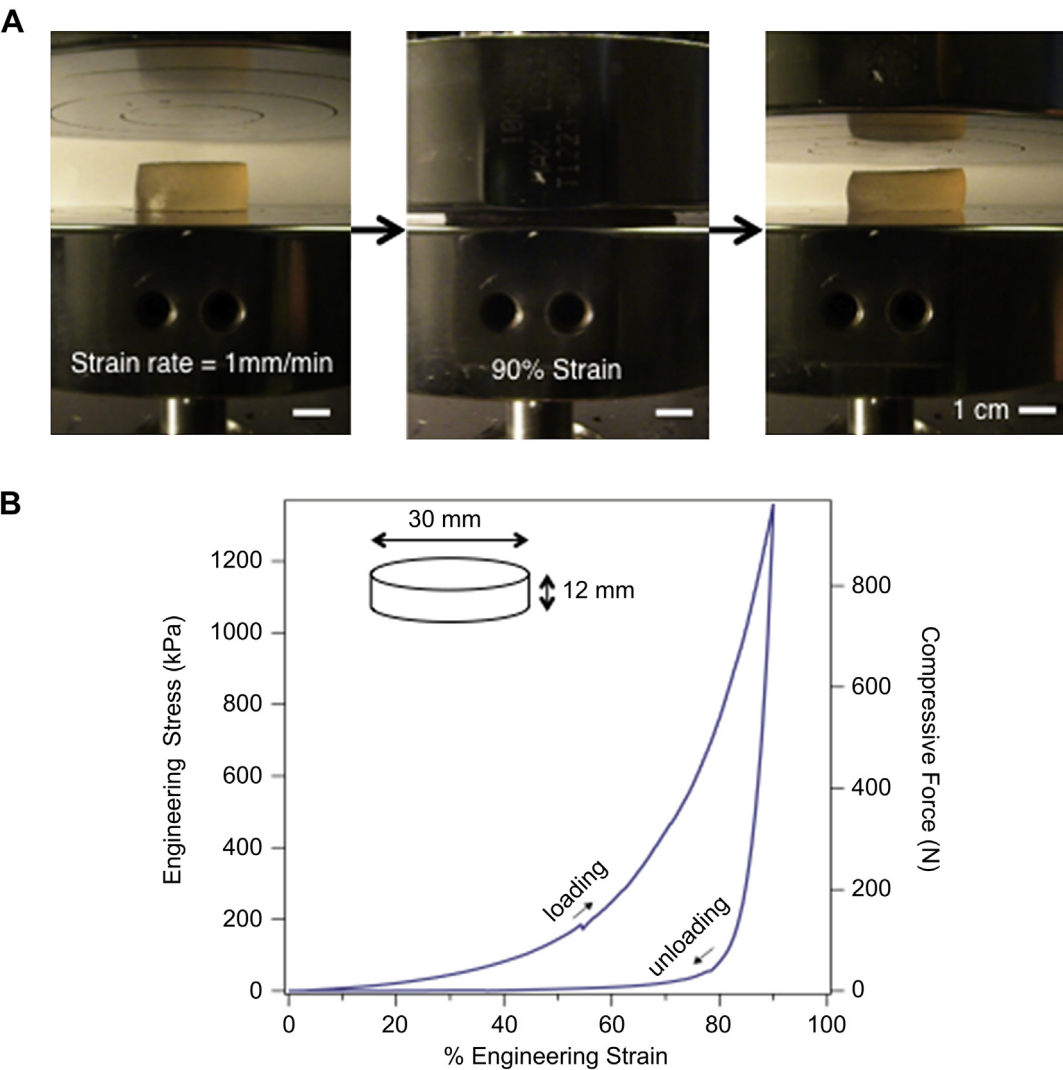 A
Strain rate = 1mm/min
90% Strain
1 cm
B
30 mm
12 mm
Engineering Stress (kPa)
1200
1000
800
600
400
200
0
Compressive Force (N)
800
600
400
200
0
loading
unloading
0 20 40 60 80 100
% Engineering Strain